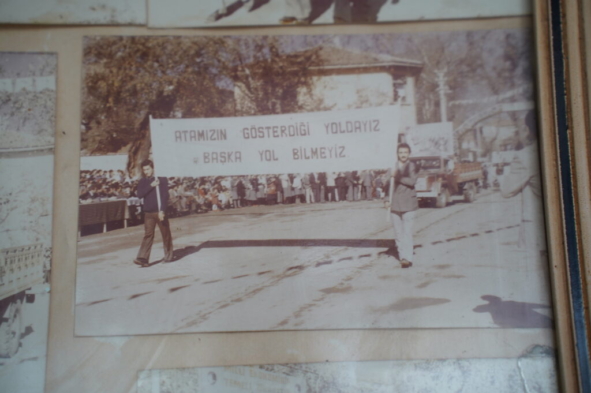 ATAMIZIN GÖSTERDİĞİ YOLDAYIZ
BAŞKA YOL BİLMEYİZ